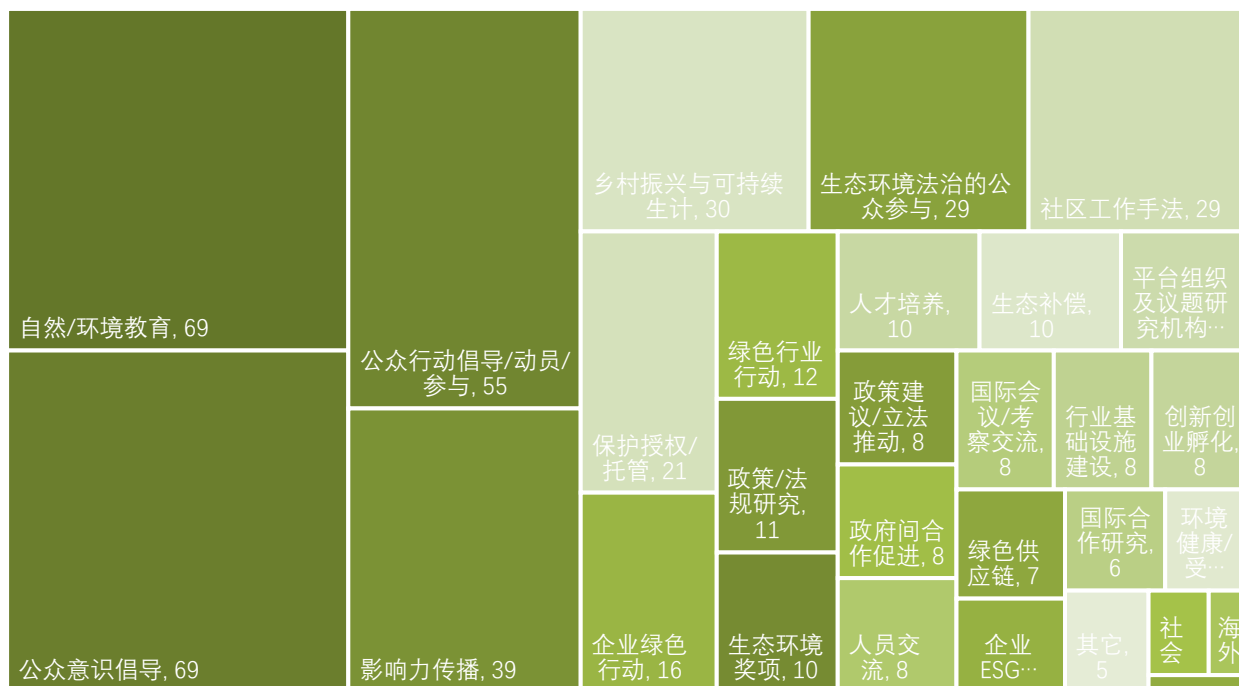 自然/环境教育, 69
公众意识倡导, 69
公众行动倡导/动员/
参与, 55
影响力传播, 39
乡村振兴与可持续
生计, 30
生态环境法治的公
众参与, 29
社区工作手法, 29
保护授权/
托管, 21
企业绿色
行动, 16
绿色行业
行动, 12
政策/法
规研究,
11
生态环境
奖项, 10
人才培养,
10
生态补偿,
10
平台组织
及议题研
究机构…
政策建
议/立法
推动, 8
政府间合
作促进, 8
人员交
流, 8
国际会
议/考
察交流,
8
行业基
础设施
建设, 8
创新创
业孵化,
8
绿色供
应链, 7
企业
ESG…
国际合
作研究,
6
环境
健康/
受…
其它,
5
社
会
海
外